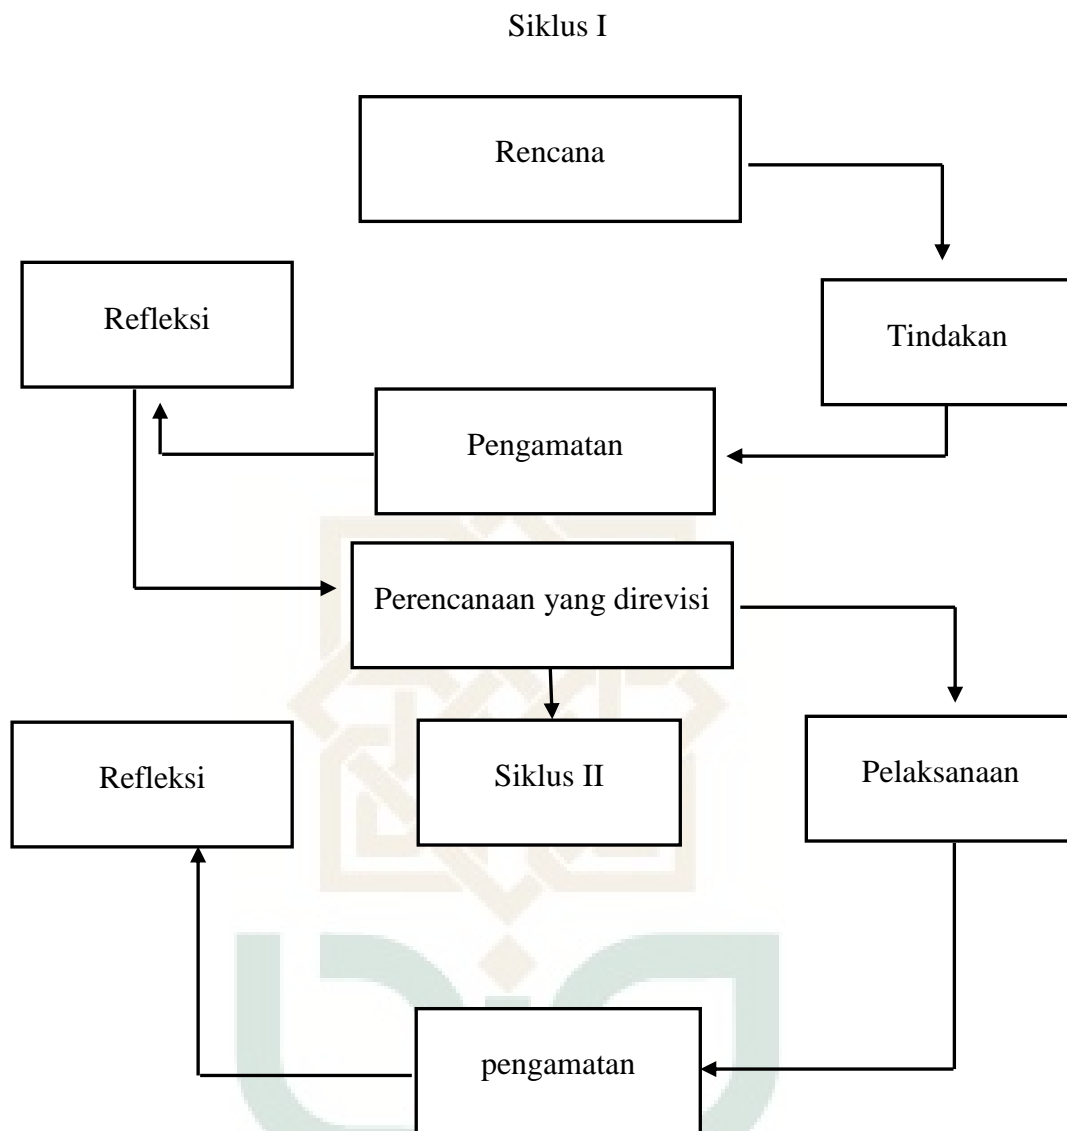 Siklus I
Rencana
Refleksi
Tindakan
Pengamatan
Perencanaan yang direvisi
Refleksi
Siklus II
Pelaksanaan
pengamatan